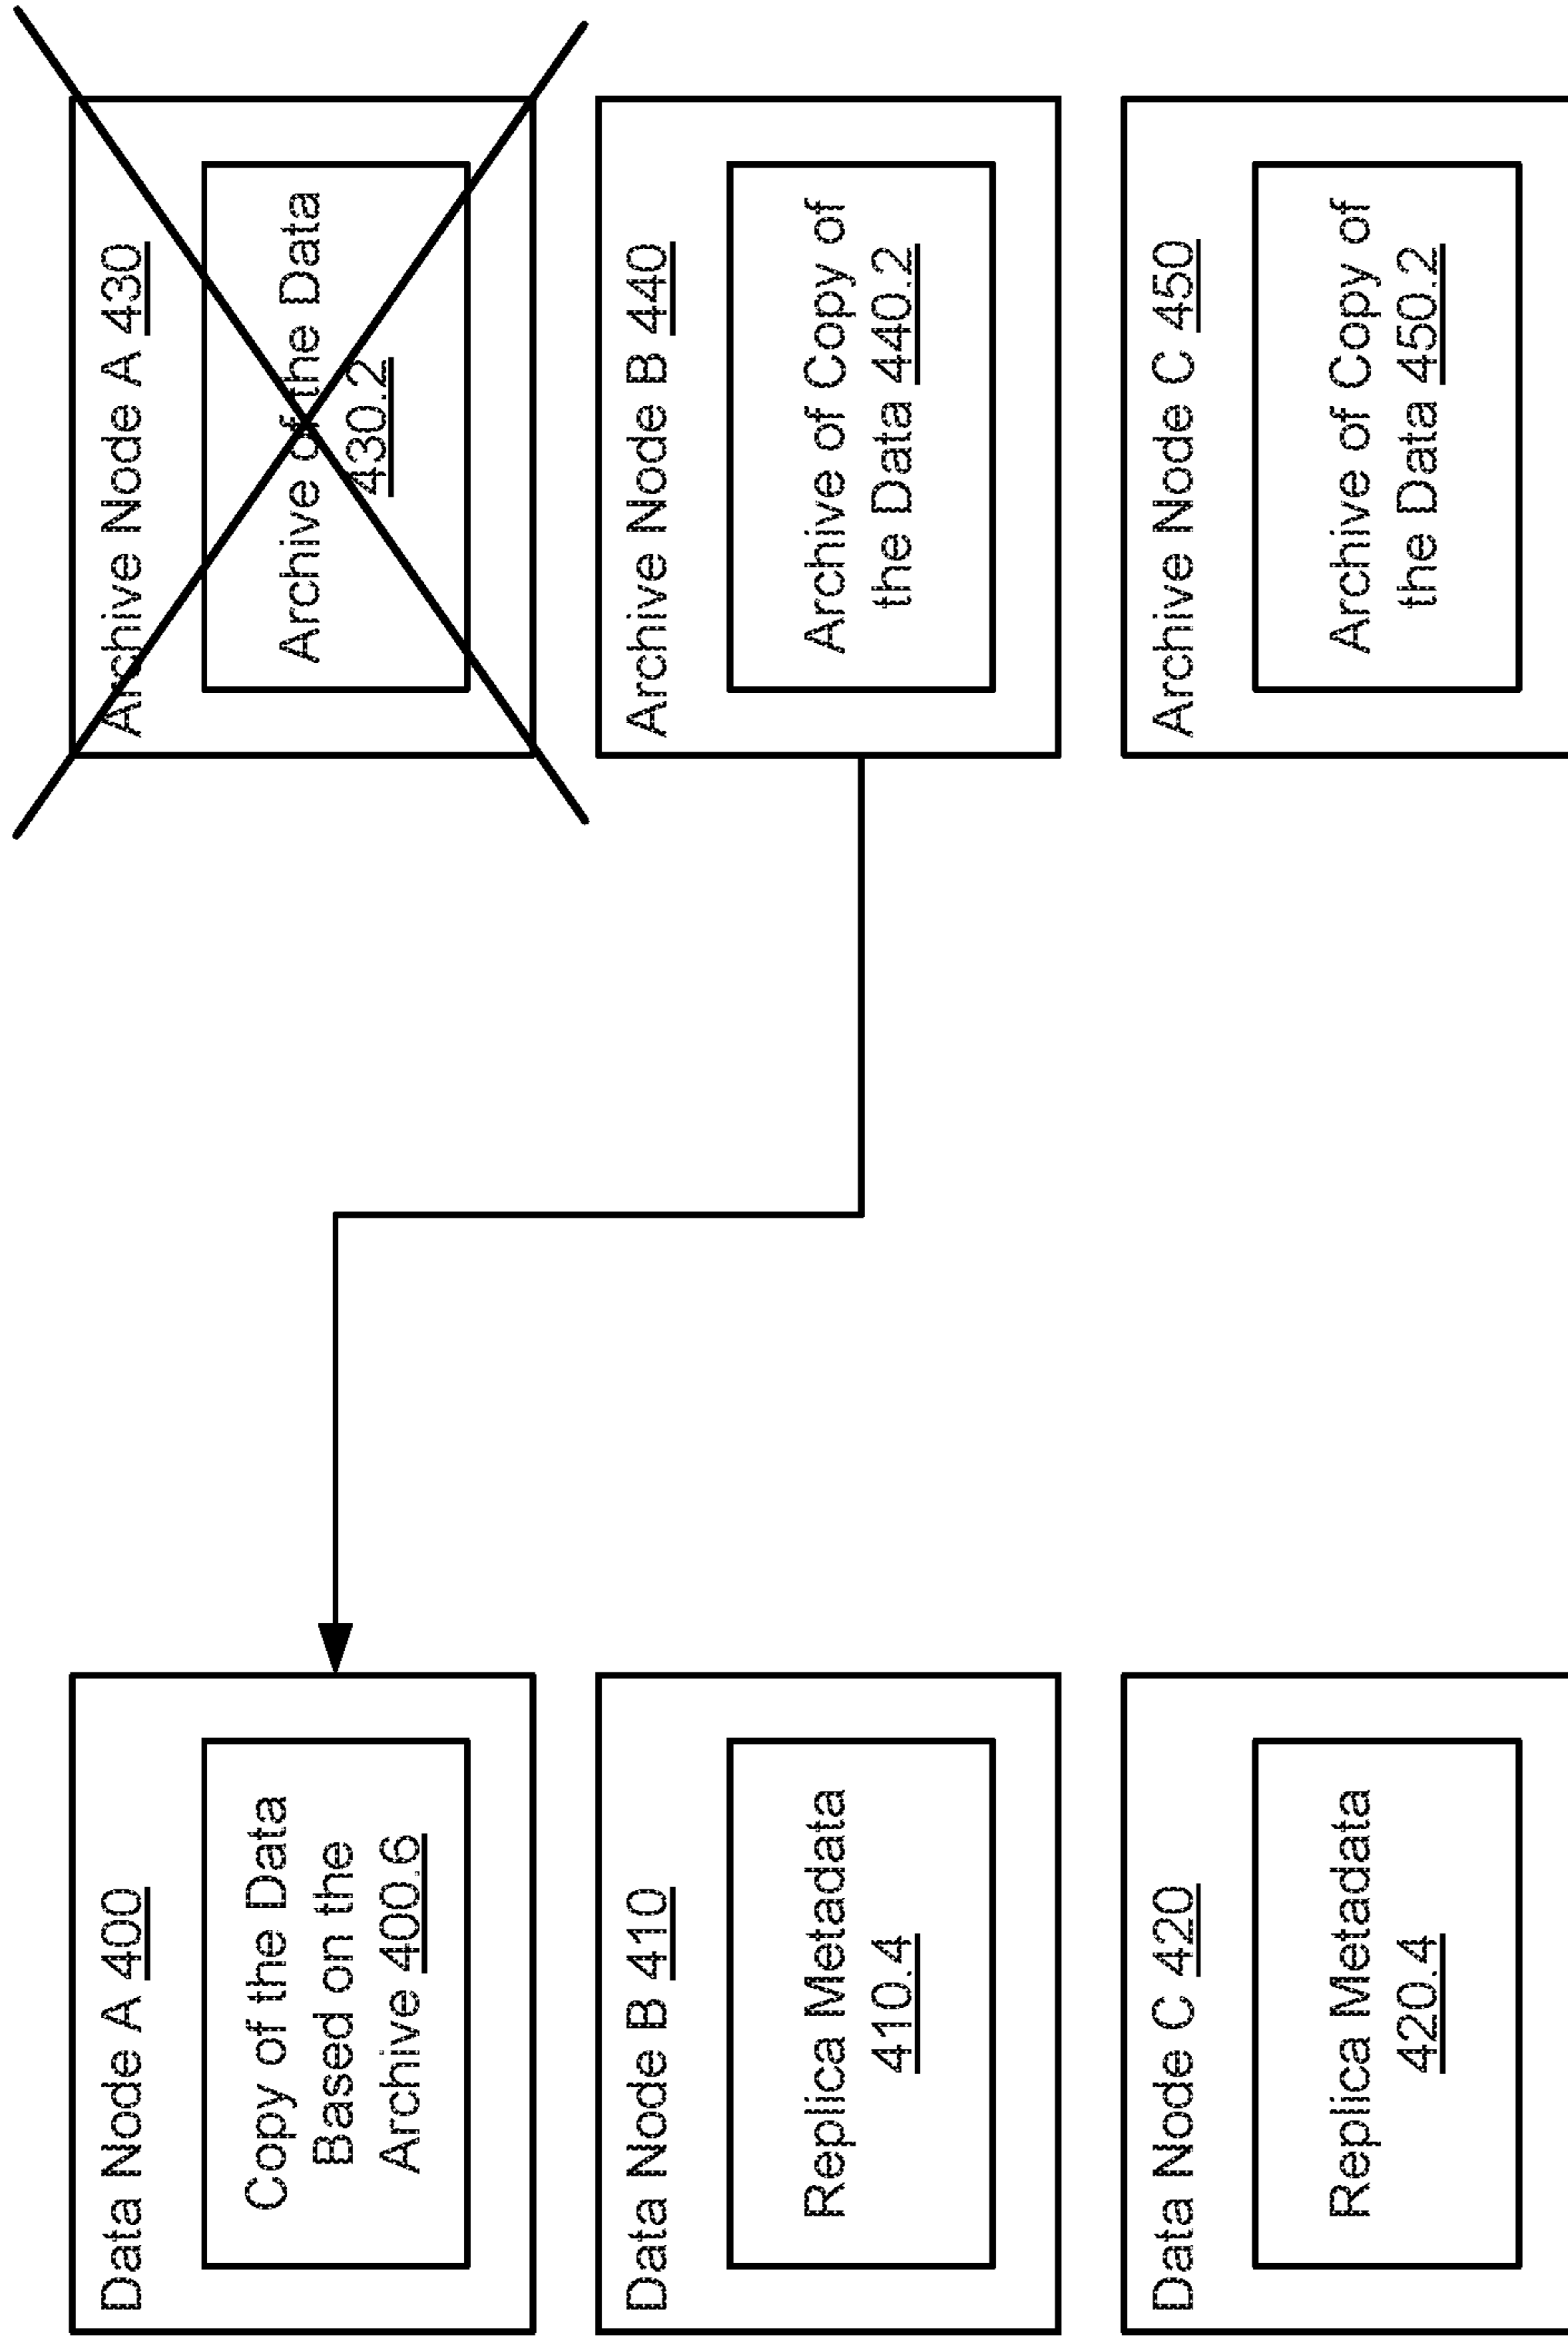 Data Node A 400
Copy of the Data
Based on the
Archive 400.6
Archive Node A 430
Archive of the Data
430.2
Data Node B 410
Replica Metadata
410.4
Archive Node B 440
Archive of Copy of
the Data 440.2
Data Node C 420
Replica Metadata
420.4
Archive Node C 450
Archive of Copy of
the Data 450.2